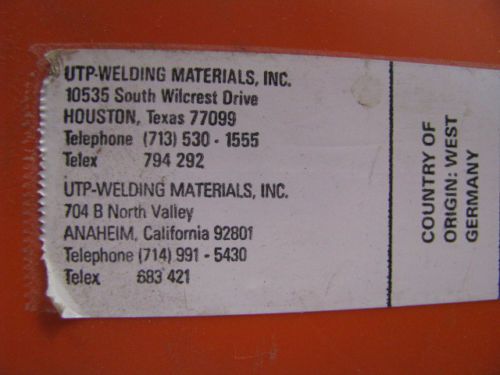 UTP-WELDING MATERIALS, INC.
10535 South Wilcrest Drive
HOUSTON, Texas 77099
Telephone (713) 530 - 1555
Telex 794 292
UTP-WELDING MATERIALS, INC.
704 B North Valley
ANAHEIM, California 92801
Telephone (714) 991 - 5430
Telex 683 421
COUNTRY OF
ORIGIN: WEST
GERMANY